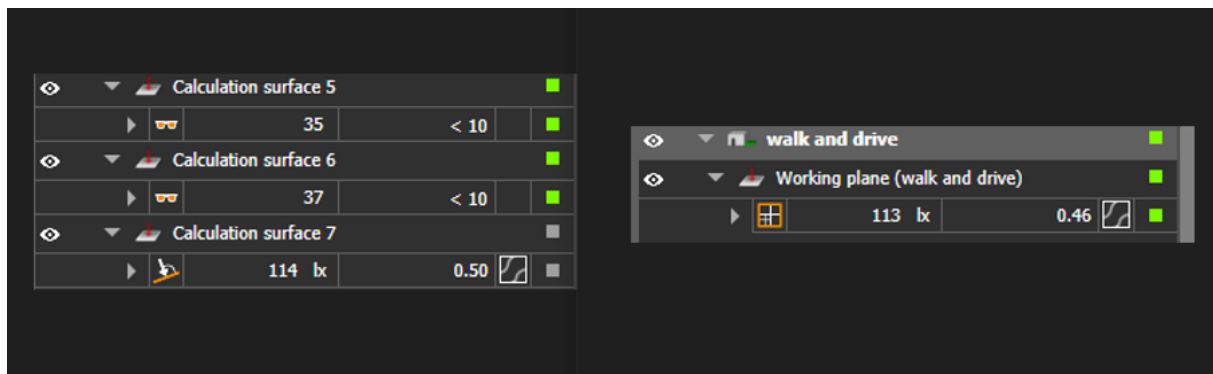 Calculation surface 5
35 < 10
Calculation surface 6
37 < 10
Calculation surface 7
114 lx 0.50
walk and drive
Working plane (walk and drive)
113 lx 0.46